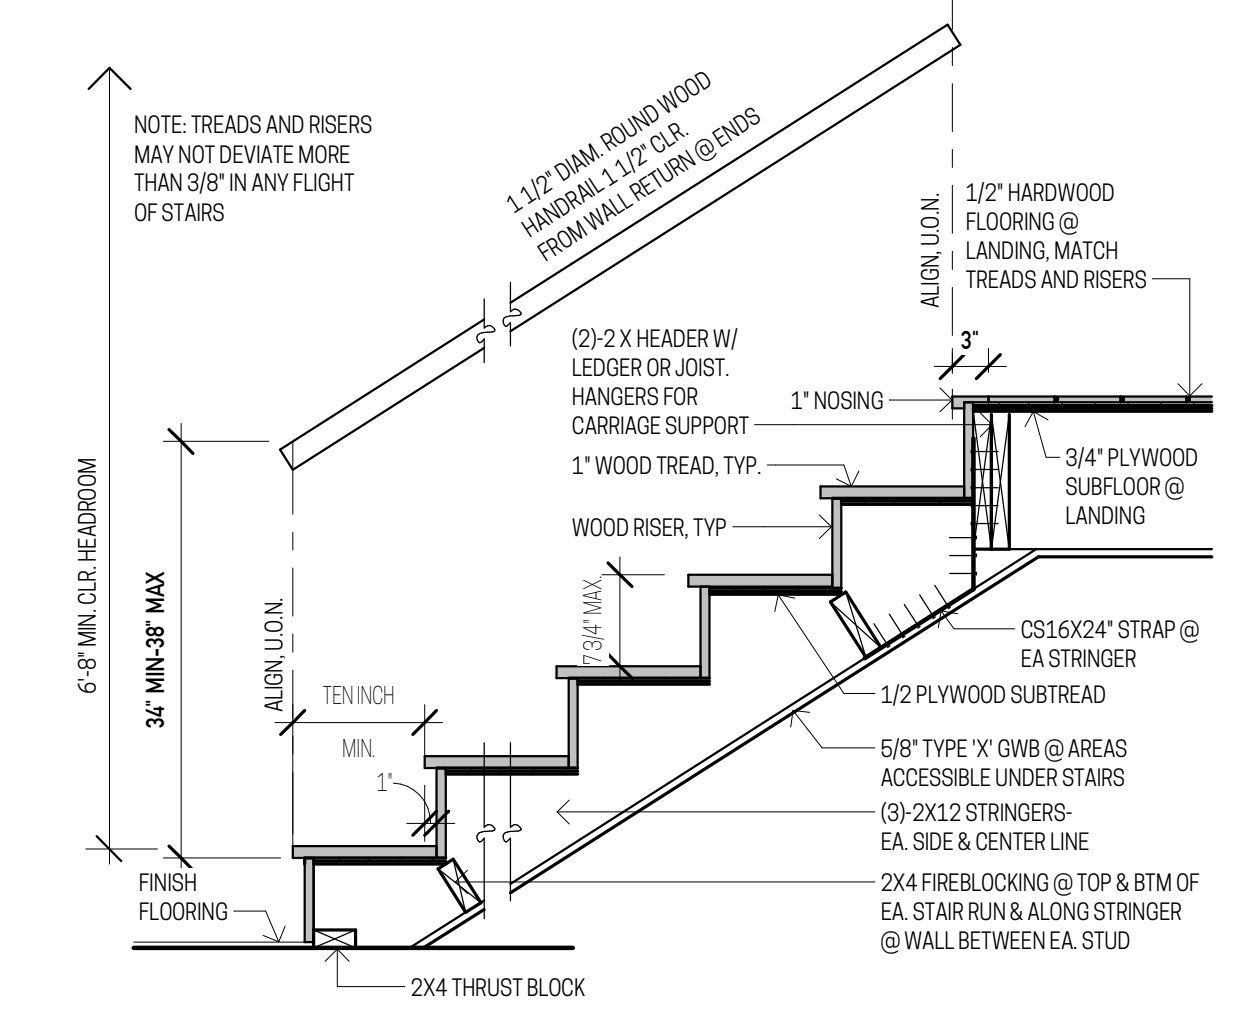 NOTE: TREADS AND RISERS
MAY NOT DEVIATE MORE
THAN 3/8" IN ANY FLIGHT
OF STAIRS
1 1/2" DIAM. ROUND WOOD
HANDRAIL 1 1/2" CLR.
FROM WALL RETURN @ ENDS
ALIGN, U.O.N.
1/2" HARDWOOD
FLOORING @
LANDING, MATCH
TREADS AND RISERS
3"
(2)-2 X HEADER W/
LEDGER OR JOIST.
HANGERS FOR
CARRIAGE SUPPORT
1" NOSING
1" WOOD TREAD, TYP.
WOOD RISER, TYP
3/4" PLYWOOD
SUBFLOOR @
LANDING
6'-8" MIN. CLR. HEADROOM
34" MIN-38" MAX
ALIGN, U.O.N.
7 3/4" MAX.
TEN INCH
MIN.
1"
CS16X24" STRAP @
EA STRINGER
1/2 PLYWOOD SUBTREAD
5/8" TYPE 'X' GWB @ AREAS
ACCESSIBLE UNDER STAIRS
(3)-2X12 STRINGERS-
EA. SIDE & CENTER LINE
2X4 FIREBLOCKING @ TOP & BTM OF
EA. STAIR RUN & ALONG STRINGER
@ WALL BETWEEN EA. STUD
FINISH
FLOORING
2X4 THRUST BLOCK